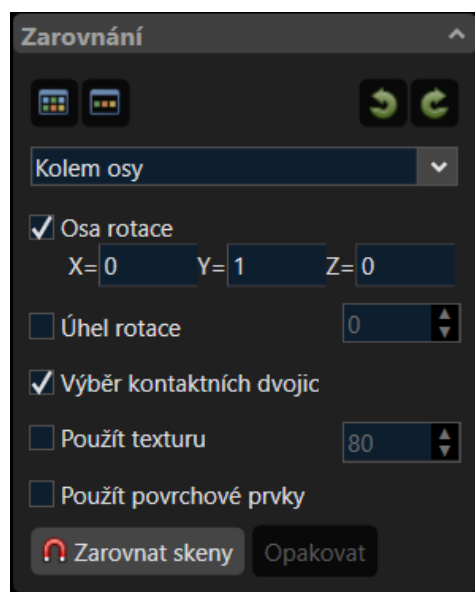 Zarovnání
Kolem osy
Osa rotace
X= 0 Y= 1 Z= 0
Úhel rotace 0
Výběr kontaktních dvojic
Použít texturu 80
Použít povrchové prvky
Zarovnat skeny Opakovat